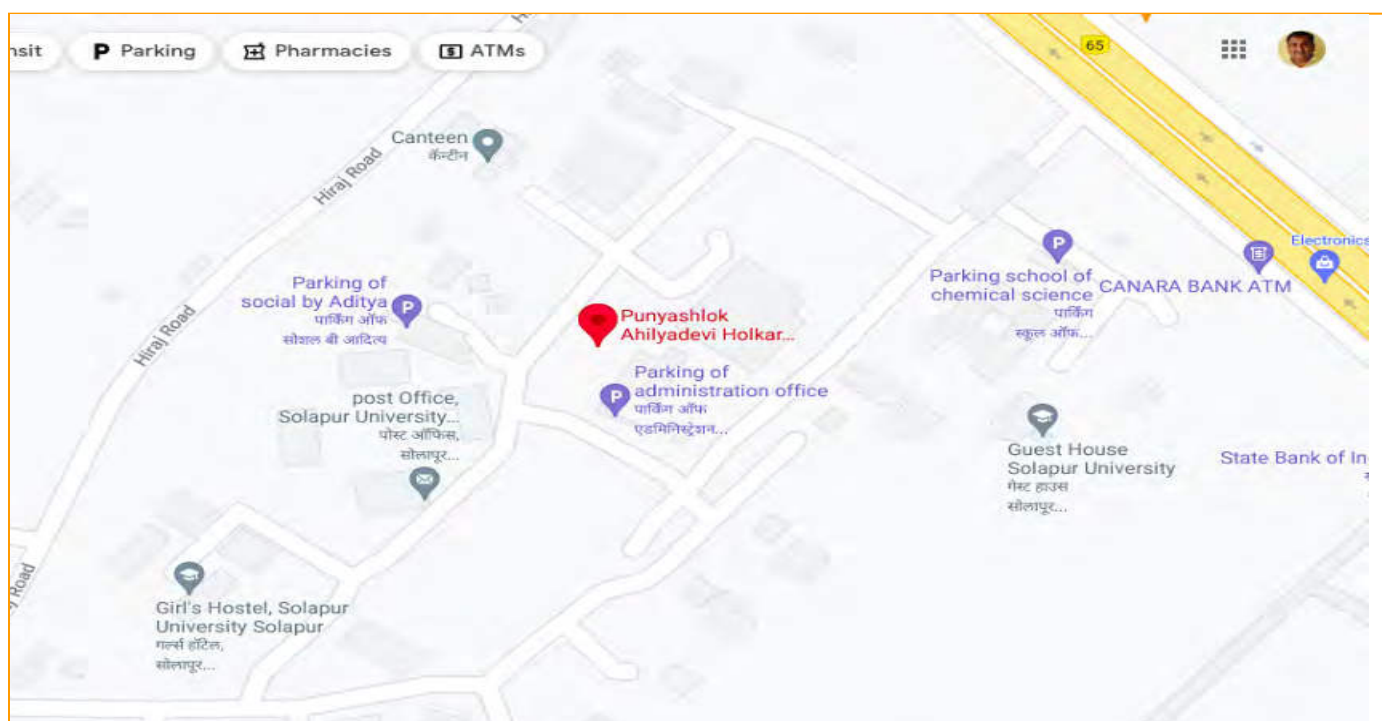 nsit
P Parking
Pharmacies
ATMs
65
Canteen
कॅन्टीन
Hiraj Road
Electronics
Parking of
social by Aditya
पार्किंग ऑफ
सोशल बी आदित्य
Punyashlok
Ahilyadevi Holkar...
Parking school of
chemical science
पार्किंग
स्कूल ऑफ...
CANARA BANK ATM
Hiraj Road
Parking of
administration office
पार्किंग ऑफ
एडमिनिस्ट्रेशन...
post Office,
Solapur University...
पोस्ट ऑफिस,
सोलापूर...
Guest House
Solapur University
गेस्ट हाउस
सोलापूर...
State Bank of In
Girl's Hostel, Solapur
University Solapur
गर्ल्स हॉटेल,
सोलापूर...
Road